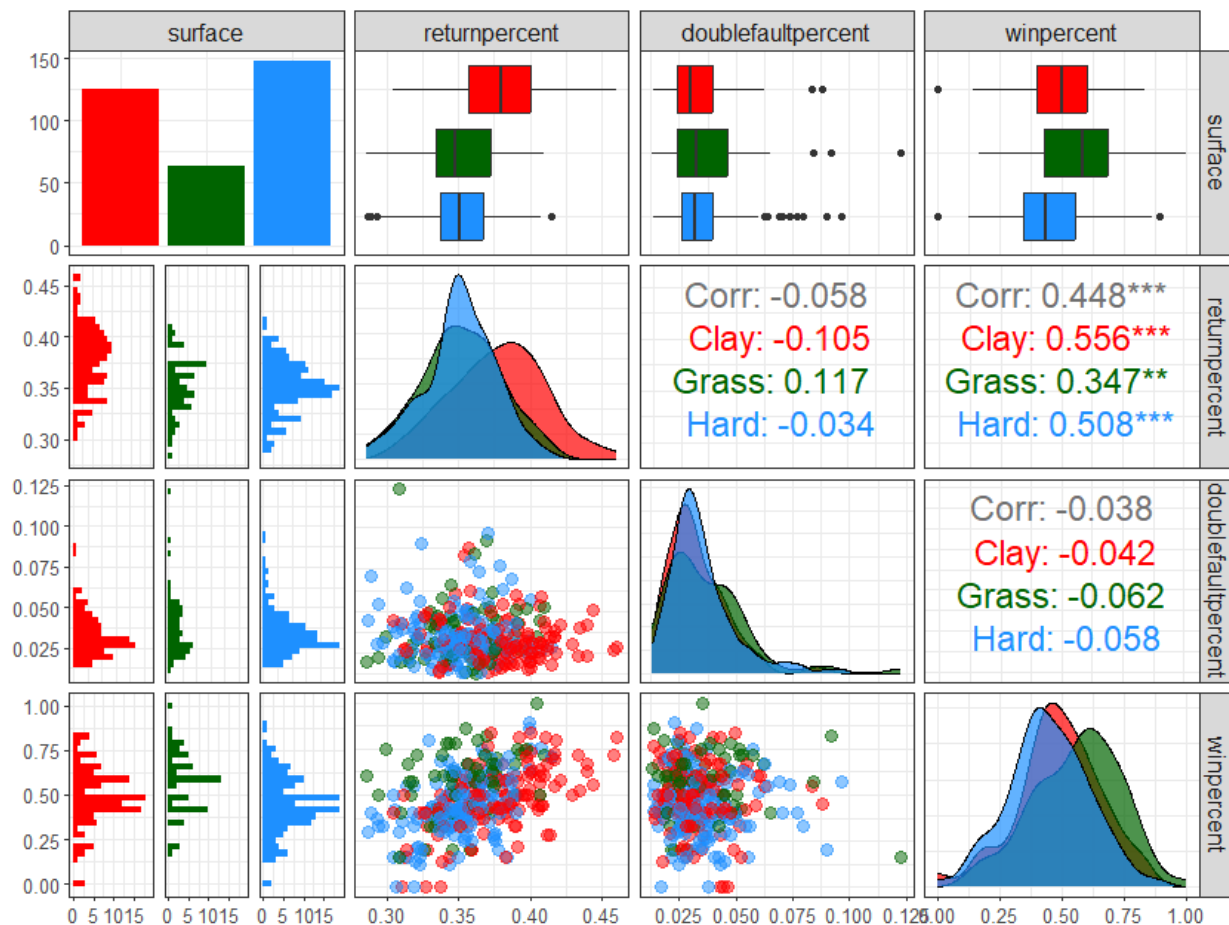 surface returnpercent doublefaultpercent winpercent
150
100
50
0
surface
0.45
0.40
0.35
0.30
Corr: -0.058
Clay: -0.105
Grass: 0.117
Hard: -0.034
Corr: 0.448***
Clay: 0.556***
Grass: 0.347**
Hard: 0.508***
returnpercent
0.125
0.100
0.075
0.050
0.025
Corr: -0.038
Clay: -0.042
Grass: -0.062
Hard: -0.058
doublefaultpercent
1.00
0.75
0.50
0.25
0.00
winpercent
0 5 1015 0 5 1015 0 5 1015 0.30 0.35 0.40 0.45 0.025 0.050 0.075 0.100 0.125 0.00 0.25 0.50 0.75 1.00